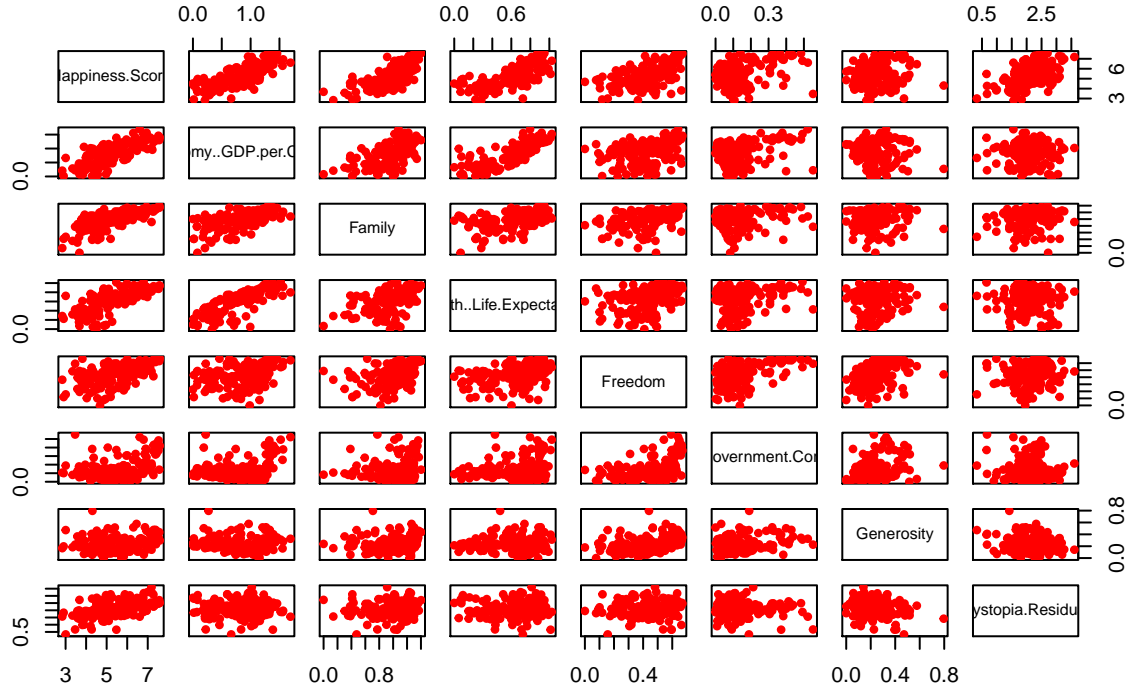 0.0 1.0 0.0 0.6 0.0 0.3 0.5 2.5
Happiness.Scor 3 6
0.0 my..GDP.per.C
Family 0.0
0.0 th..Life.Expecta
Freedom 0.0
0.0 overnment.Cor
Generosity 0.0 0.8
0.5 ystopia.Residu
3 5 7 0.0 0.8 0.0 0.4 0.0 0.4 0.8